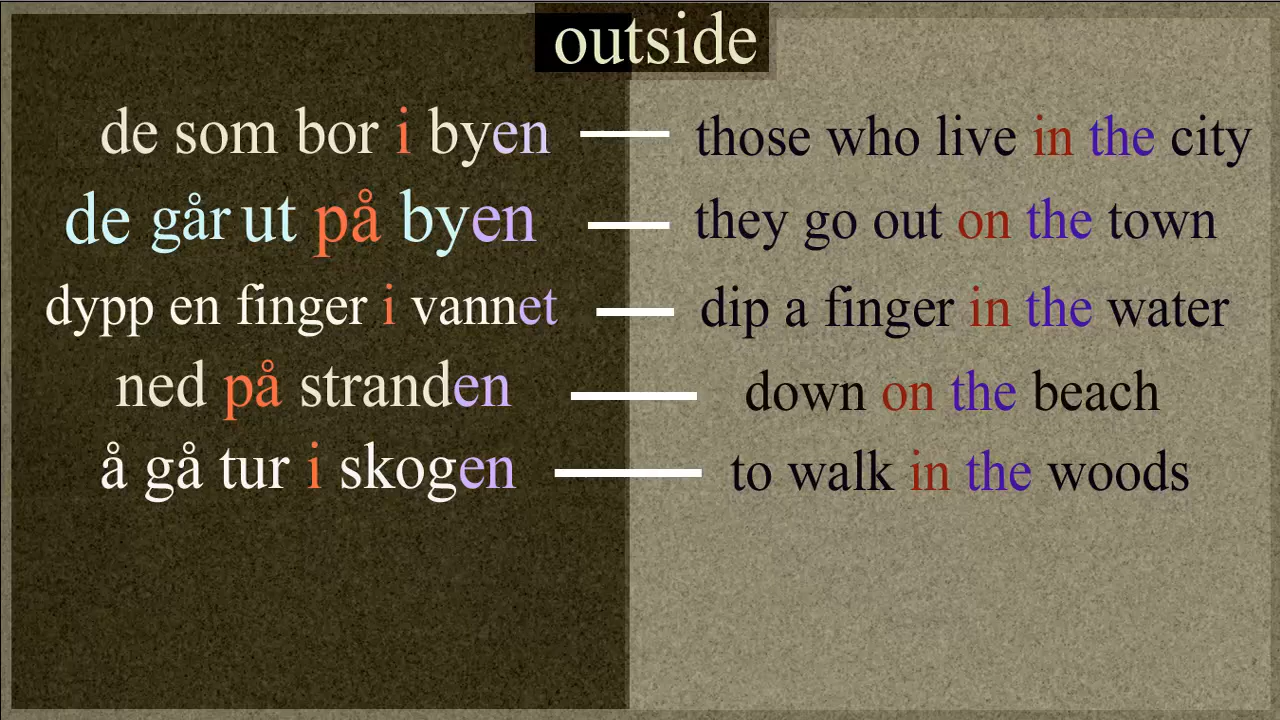 outside
de som bor i byen those who live in the city
de går ut på byen they go out on the town
dypp en finger i vannet dip a finger in the water
ned på stranden down on the beach
å gå tur i skogen to walk in the woods